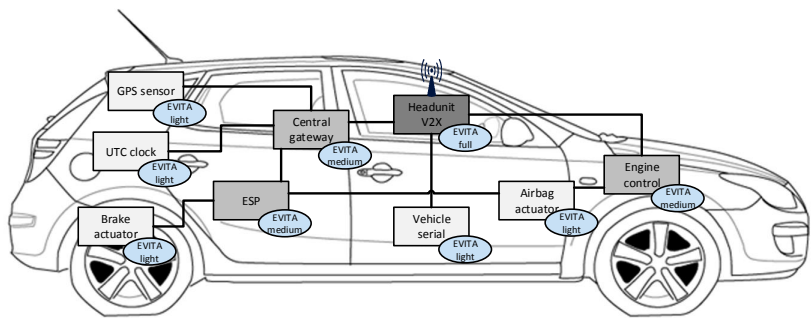 GPS sensor
EVITA
light
UTC clock
EVITA
light
Brake
actuator
EVITA
light
ESP
EVITA
medium
Central
gateway
EVITA
medium
Headunit
V2X
EVITA
full
Vehicle
serial
EVITA
light
Airbag
actuator
EVITA
light
Engine
control
EVITA
medium